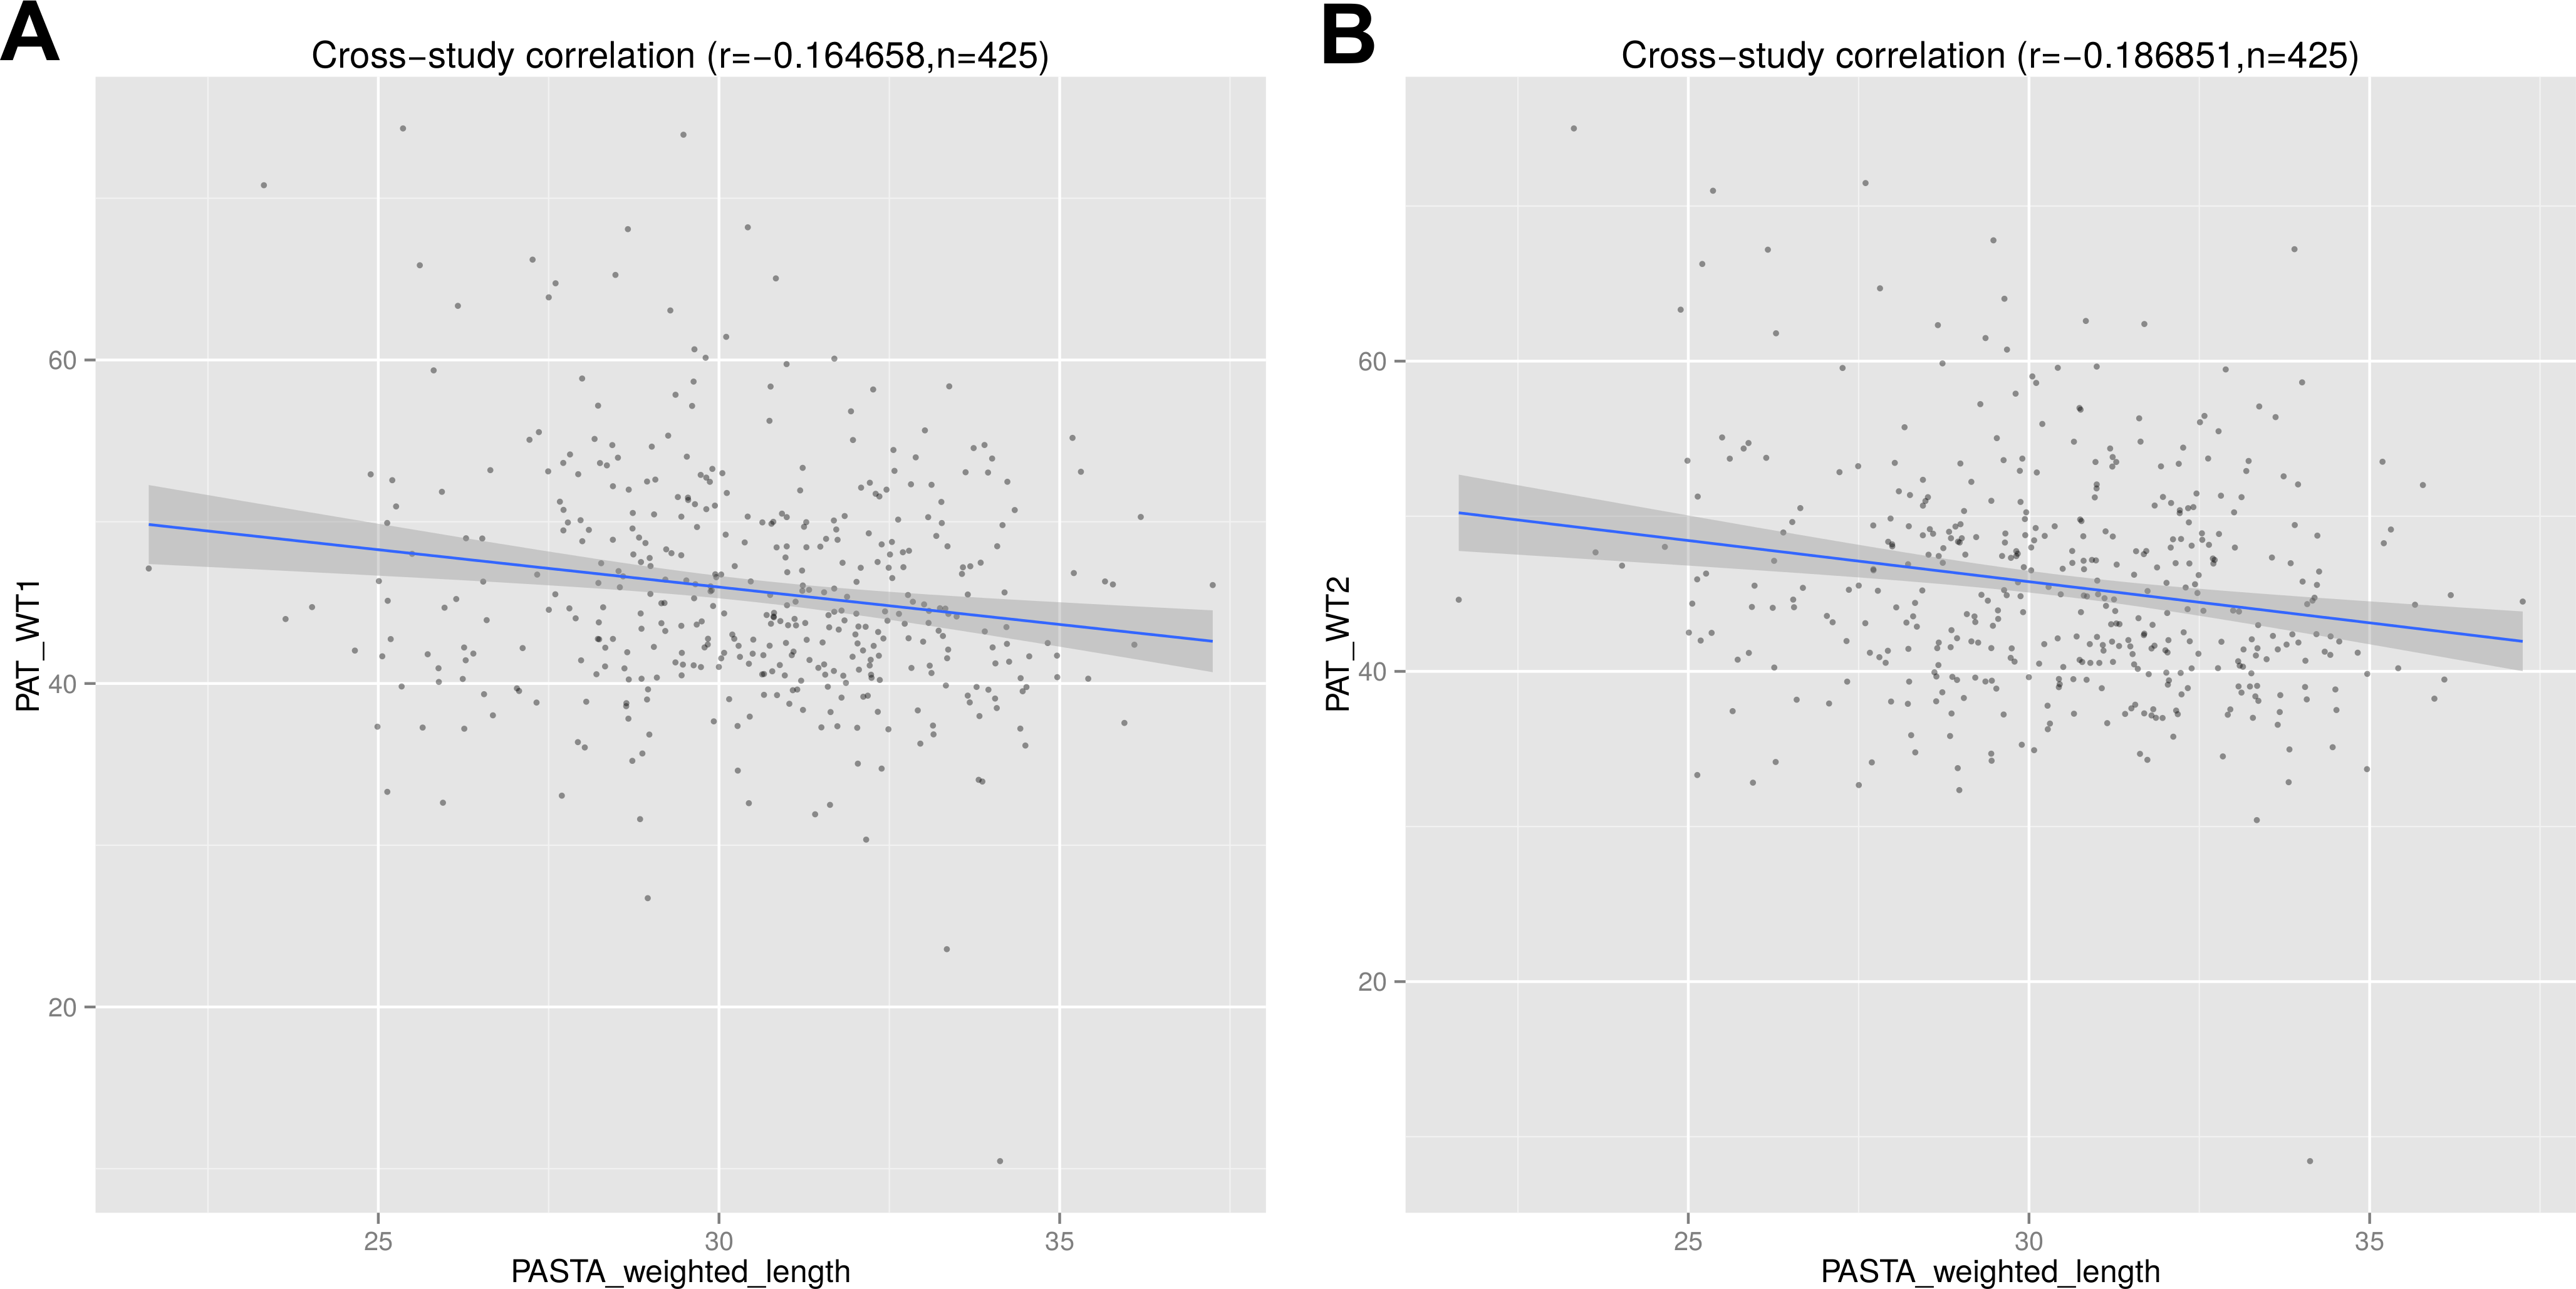 A
Cross−study correlation (r=−0.164658,n=425)
PAT_WT1
60
40
20
25 30 35
PASTA_weighted_length
B
Cross−study correlation (r=−0.186851,n=425)
PAT_WT2
60
40
20
25 30 35
PASTA_weighted_length